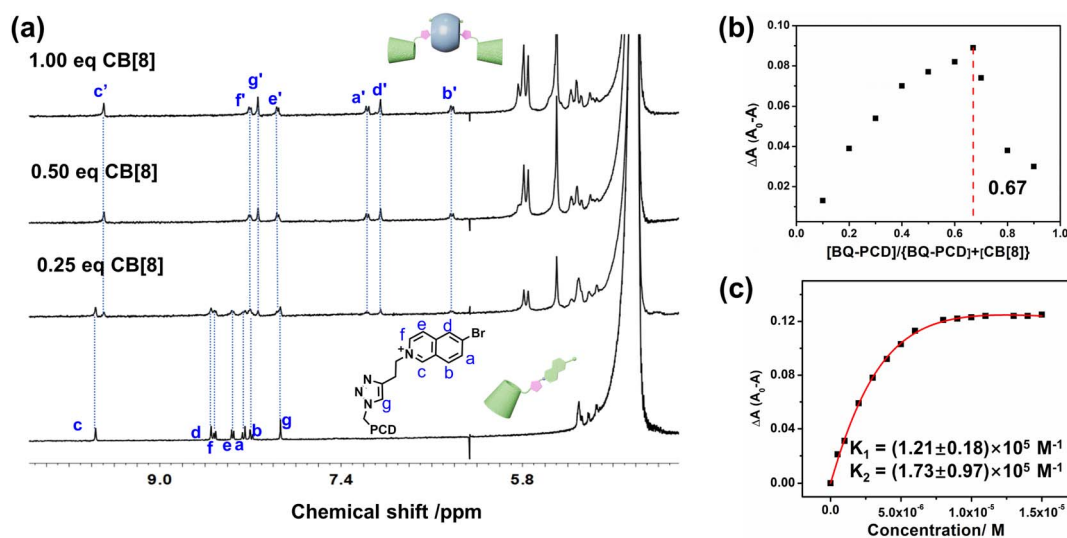 (a)
1.00 eq CB[8]
c’ f' g' e' a' d' b'
0.50 eq CB[8]
0.25 eq CB[8]
f e d Br
N + c b a
N N N g
PCD
c d f e a b g
9.0 7.4 5.8
Chemical shift /ppm
(b)
0.10
0.08
0.06
0.04
0.02
0.00
ΔA (A₀-A)
0.67
0.0 0.2 0.4 0.6 0.8 1.0
[BQ-PCD]/{BQ-PCD]+[CB[8]}
(c)
0.12
0.08
0.04
0.00
ΔA (A₀-A)
K₁ = (1.21±0.18)×10⁵ M⁻¹
K₂ = (1.73±0.97)×10⁵ M⁻¹
0.0 5.0x10⁻⁶ 1.0x10⁻⁵ 1.5x10⁻⁵
Concentration/ M